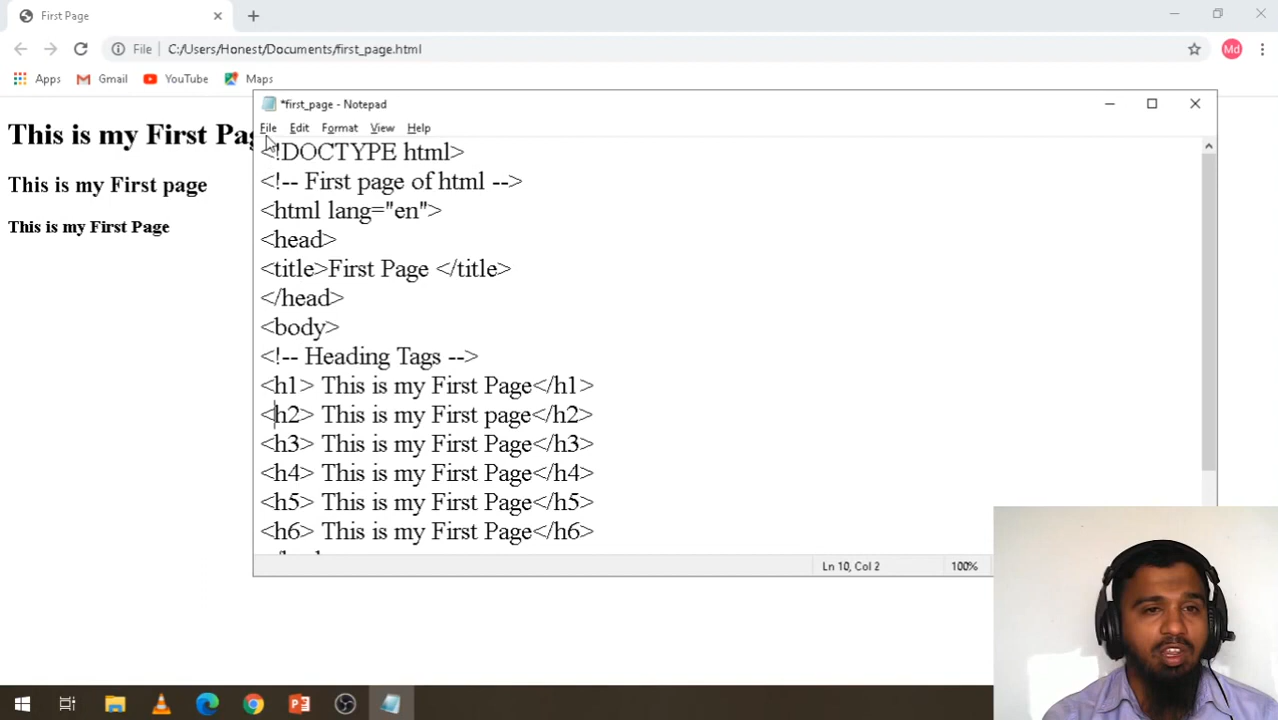 First Page
File C:/Users/Honest/Documents/first_page.html
Md
Apps Gmail YouTube Maps
*first_page - Notepad
File Edit Format View Help
This is my First Pag
This is my First page
This is my First Page
<!DOCTYPE html>
<!-- First page of html -->
<html lang="en">
<head>
<title>First Page </title>
</head>
<body>
<!-- Heading Tags -->
<h1> This is my First Page</h1>
<h2> This is my First page</h2>
<h3> This is my First Page</h3>
<h4> This is my First Page</h4>
<h5> This is my First Page</h5>
<h6> This is my First Page</h6>
Ln 10, Col 2 100%